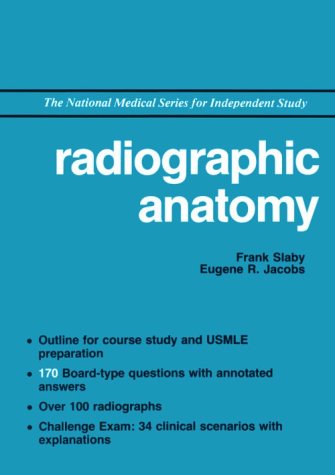 The National Medical Series for Independent Study
radiographic
anatomy
Frank Slaby
Eugene R. Jacobs
• Outline for course study and USMLE
preparation
• 170 Board-type questions with annotated
answers
• Over 100 radiographs
• Challenge Exam: 34 clinical scenarios with
explanations